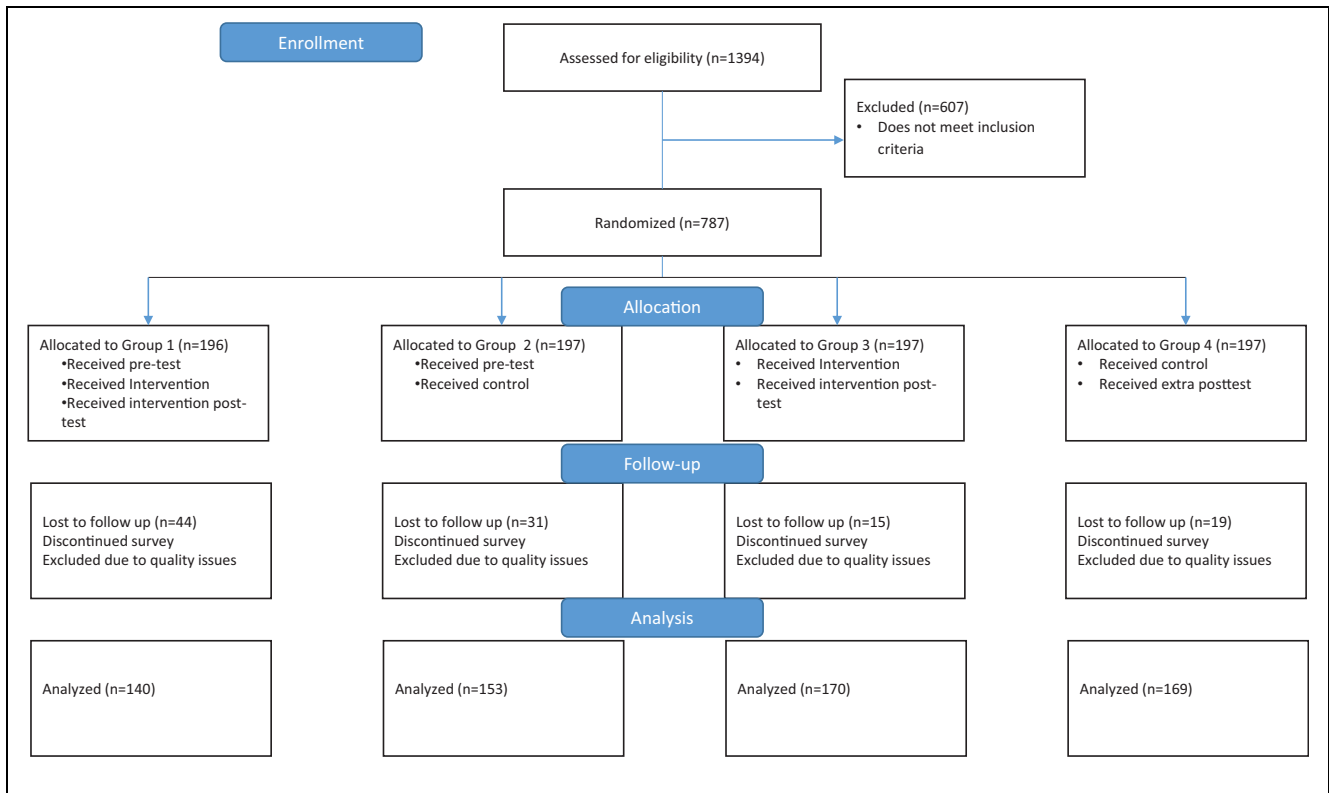 Enrollment
Assessed for eligibility (n=1394)
Excluded (n=607)
• Does not meet inclusion
criteria
Randomized (n=787)
Allocation
Allocated to Group 1 (n=196)
•Received pre-test
•Received Intervention
•Received intervention post-
test
Allocated to Group 2 (n=197)
•Received pre-test
•Received control
Allocated to Group 3 (n=197)
• Received Intervention
• Received intervention post-
test
Allocated to Group 4 (n=197)
• Received control
• Received extra posttest
Follow-up
Lost to follow up (n=44)
Discontinued survey
Excluded due to quality issues
Lost to follow up (n=31)
Discontinued survey
Excluded due to quality issues
Lost to follow up (n=15)
Discontinued survey
Excluded due to quality issues
Lost to follow up (n=19)
Discontinued survey
Excluded due to quality issues
Analysis
Analyzed (n=140)
Analyzed (n=153)
Analyzed (n=170)
Analyzed (n=169)